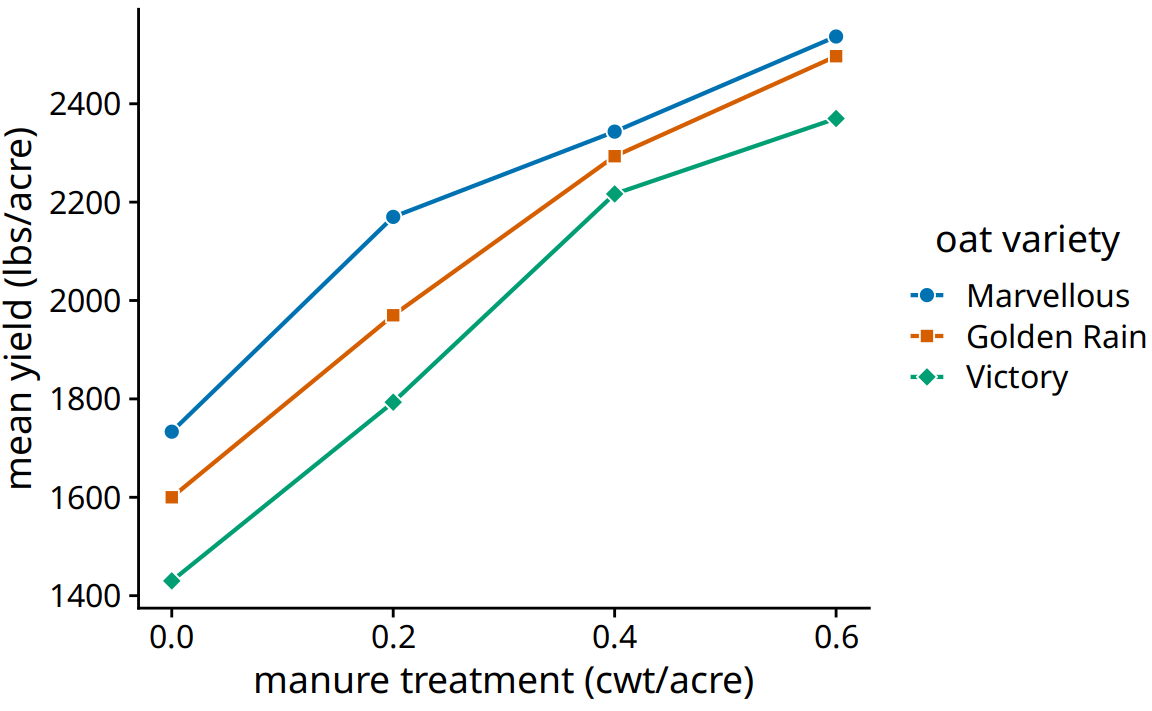 mean yield (lbs/acre)
2400
2200
2000
1800
1600
1400
0.0 0.2 0.4 0.6
manure treatment (cwt/acre)
oat variety
Marvellous
Golden Rain
Victory